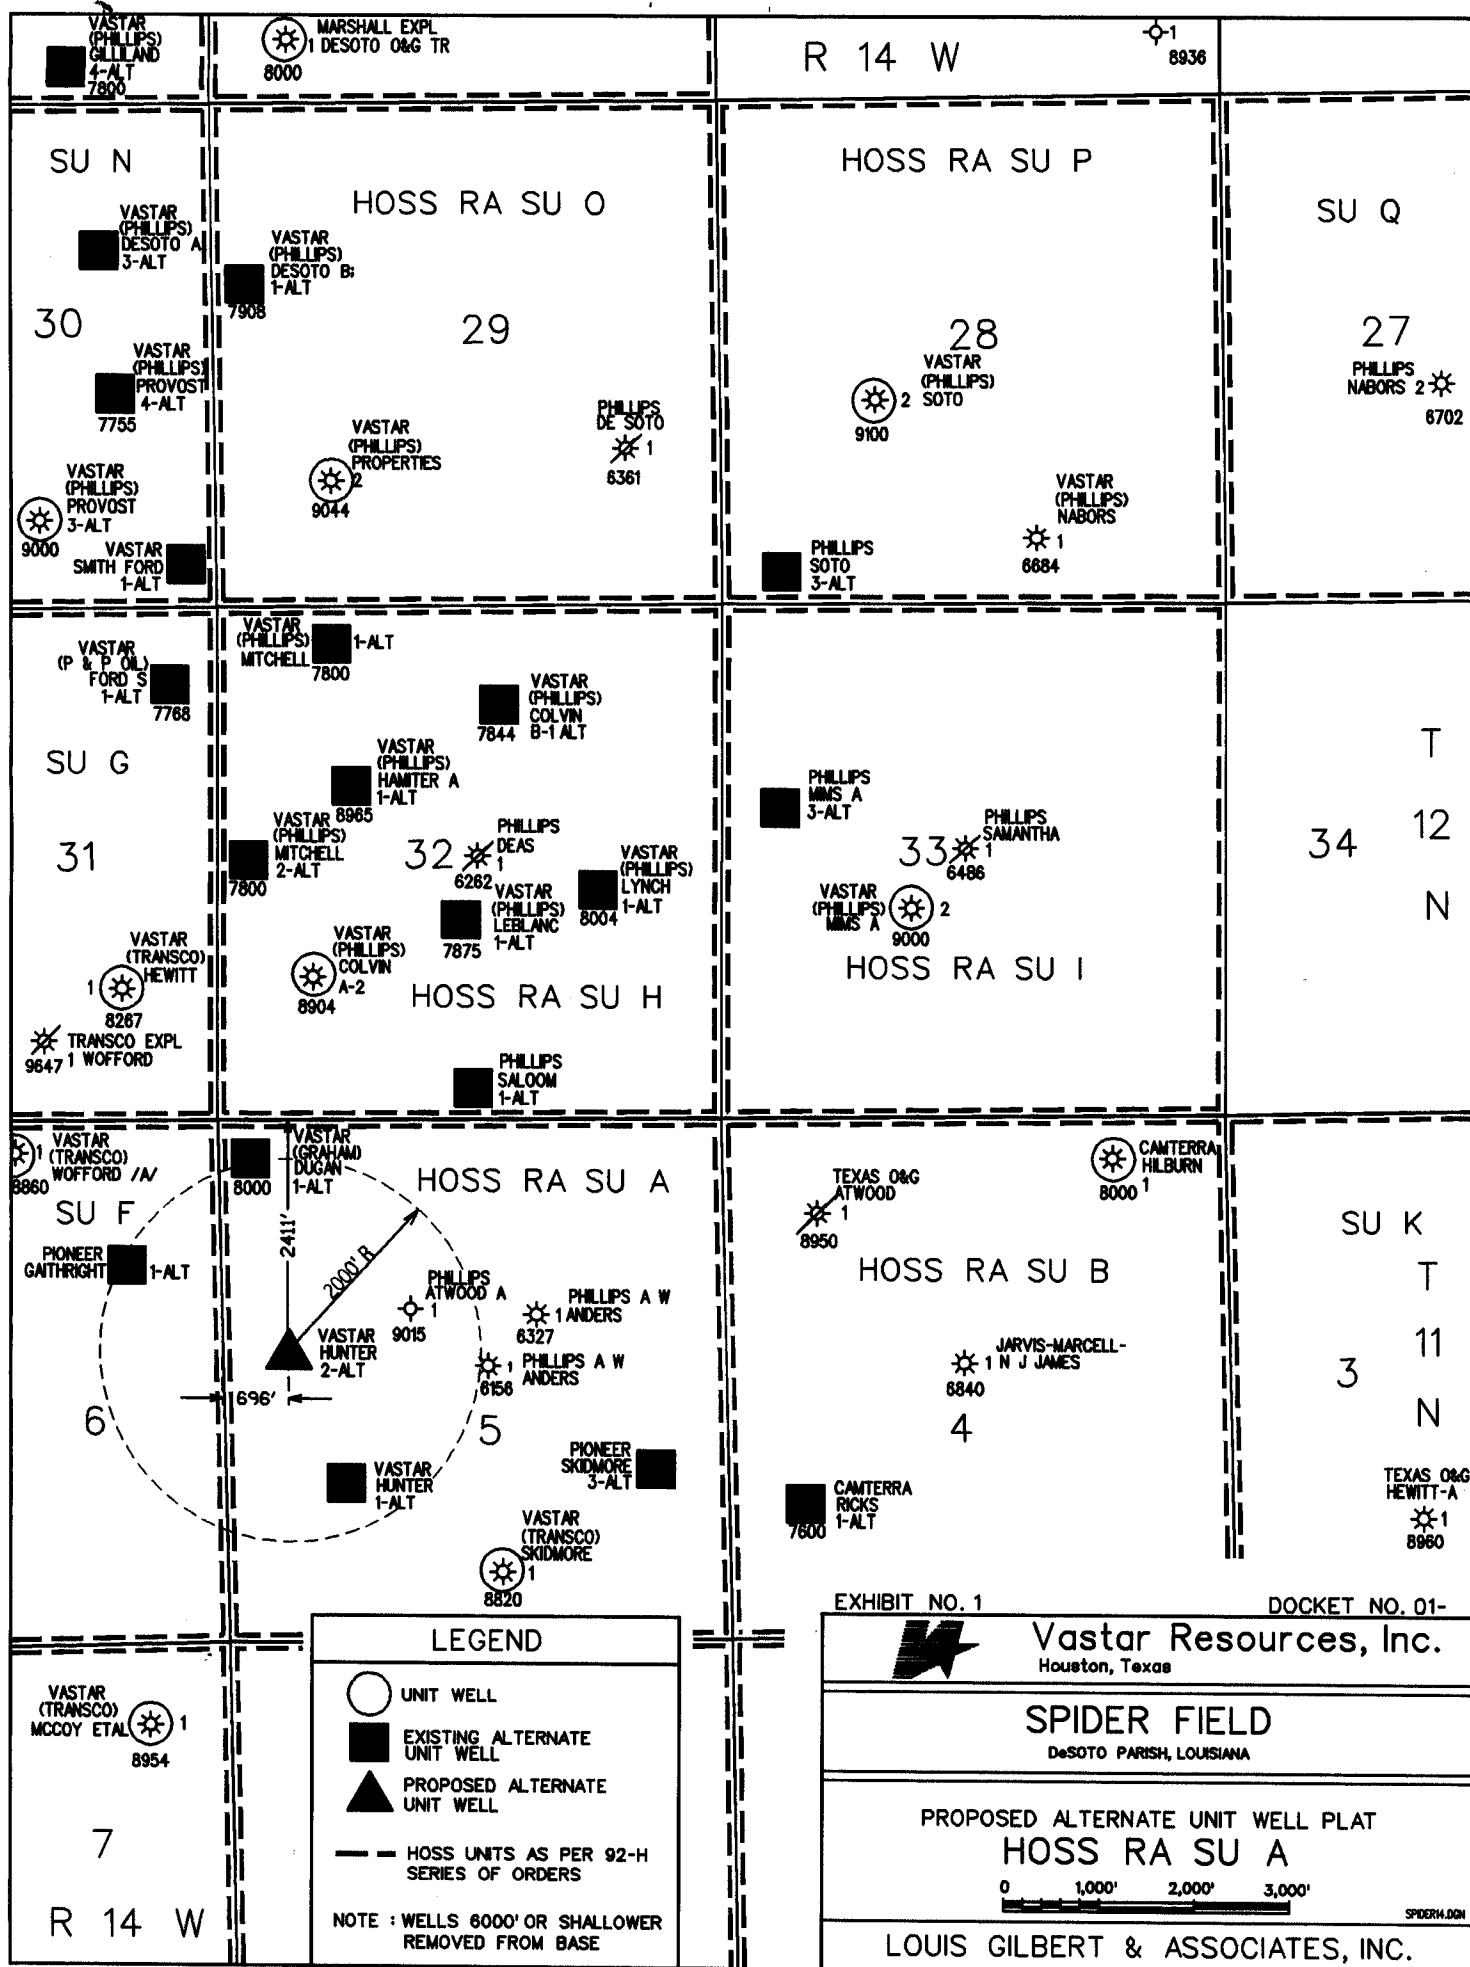 VASTAR
(PHILLIPS)
GILLILAND
4-ALT
7800
MARSHALL EXPL
1 DESOTO O&G TR
8000
R 14 W
1
8936
SU N
VASTAR
(PHILLIPS)
DESOTO A
3-ALT
30
VASTAR
(PHILLIPS)
PROVOST
4-ALT
7755
VASTAR
(PHILLIPS)
PROVOST
3-ALT
9000
VASTAR
SMITH FORD
1-ALT
HOSS RA SU O
VASTAR
(PHILLIPS)
DESOTO B;
1-ALT
7908
29
VASTAR
(PHILLIPS)
PROPERTIES
2
9044
PHILLIPS
DE SOTO
1
6361
HOSS RA SU P
28
VASTAR
(PHILLIPS)
2 SOTO
9100
VASTAR
(PHILLIPS)
NABORS
1
6684
PHILLIPS
SOTO
3-ALT
SU Q
27
PHILLIPS
NABORS 2
6702
VASTAR
(P & P OIL)
FORD S
1-ALT
7768
SU G
31
VASTAR
(TRANSCO)
HEWITT
1
8267
TRANSCO EXPL
1 WOFFORD
9647
VASTAR
(PHILLIPS)
MITCHELL
1-ALT
7800
VASTAR
(PHILLIPS)
COLVIN
B-1 ALT
7844
VASTAR
(PHILLIPS)
HAMITER A
1-ALT
8965
VASTAR
(PHILLIPS)
MITCHELL
2-ALT
7800
32
PHILLIPS
DEAS
1
6262
VASTAR
(PHILLIPS)
LYNCH
1-ALT
8004
VASTAR
(PHILLIPS)
LEBLANC
1-ALT
7875
VASTAR
(PHILLIPS)
COLVIN
A-2
8904
HOSS RA SU H
PHILLIPS
SALOOM
1-ALT
PHILLIPS
MIMS A
3-ALT
33
PHILLIPS
SAMANTHA
1
6486
VASTAR
(PHILLIPS)
MIMS A
2
9000
HOSS RA SU I
34
T
12
N
1 VASTAR
(TRANSCO)
WOFFORD /A/
8860
SU F
PIONEER
GAITHRIGHT
1-ALT
6
VASTAR
(GRAHAM)
DUGAN
1-ALT
8000
HOSS RA SU A
2411'
2000' R
PHILLIPS
ATWOOD A
1
9015
PHILLIPS A W
1 ANDERS
6327
VASTAR
HUNTER
2-ALT
1 PHILLIPS A W
ANDERS
6156
696'
5
VASTAR
HUNTER
1-ALT
PIONEER
SKIDMORE
3-ALT
VASTAR
(TRANSCO)
SKIDMORE
1
8820
TEXAS O&G
ATWOOD
1
8950
CAMTERRA
HILBURN
1
8000
HOSS RA SU B
JARVIS-MARCELL-
1 N J JAMES
6840
4
CAMTERRA
RICKS
1-ALT
7600
SU K
T
11
N
3
TEXAS O&G
HEWITT-A
1
8960
VASTAR
(TRANSCO)
MCCOY ETAL
1
8954
7
R 14 W
LEGEND
UNIT WELL
EXISTING ALTERNATE
UNIT WELL
PROPOSED ALTERNATE
UNIT WELL
HOSS UNITS AS PER 92-H
SERIES OF ORDERS
NOTE : WELLS 6000' OR SHALLOWER
REMOVED FROM BASE
EXHIBIT NO. 1
DOCKET NO. 01-
Vastar Resources, Inc.
Houston, Texas
SPIDER FIELD
DeSOTO PARISH, LOUISIANA
PROPOSED ALTERNATE UNIT WELL PLAT
HOSS RA SU A
0 1,000' 2,000' 3,000'
SPIDER14.DGN
LOUIS GILBERT & ASSOCIATES, INC.